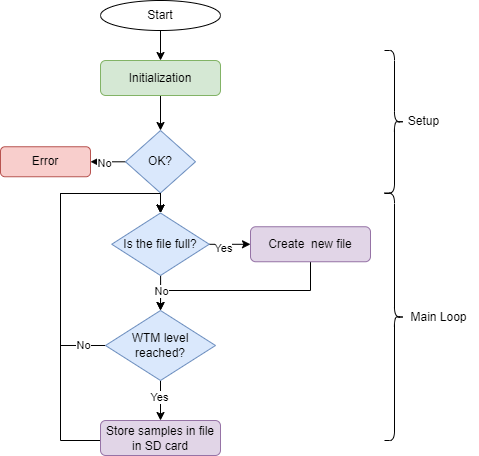 Start
Initialization
Setup
OK?
Error
No
Is the file full?
Yes
Create  new file
No
Main Loop
WTM level
reached?
No
Yes
Store samples in file
in SD card